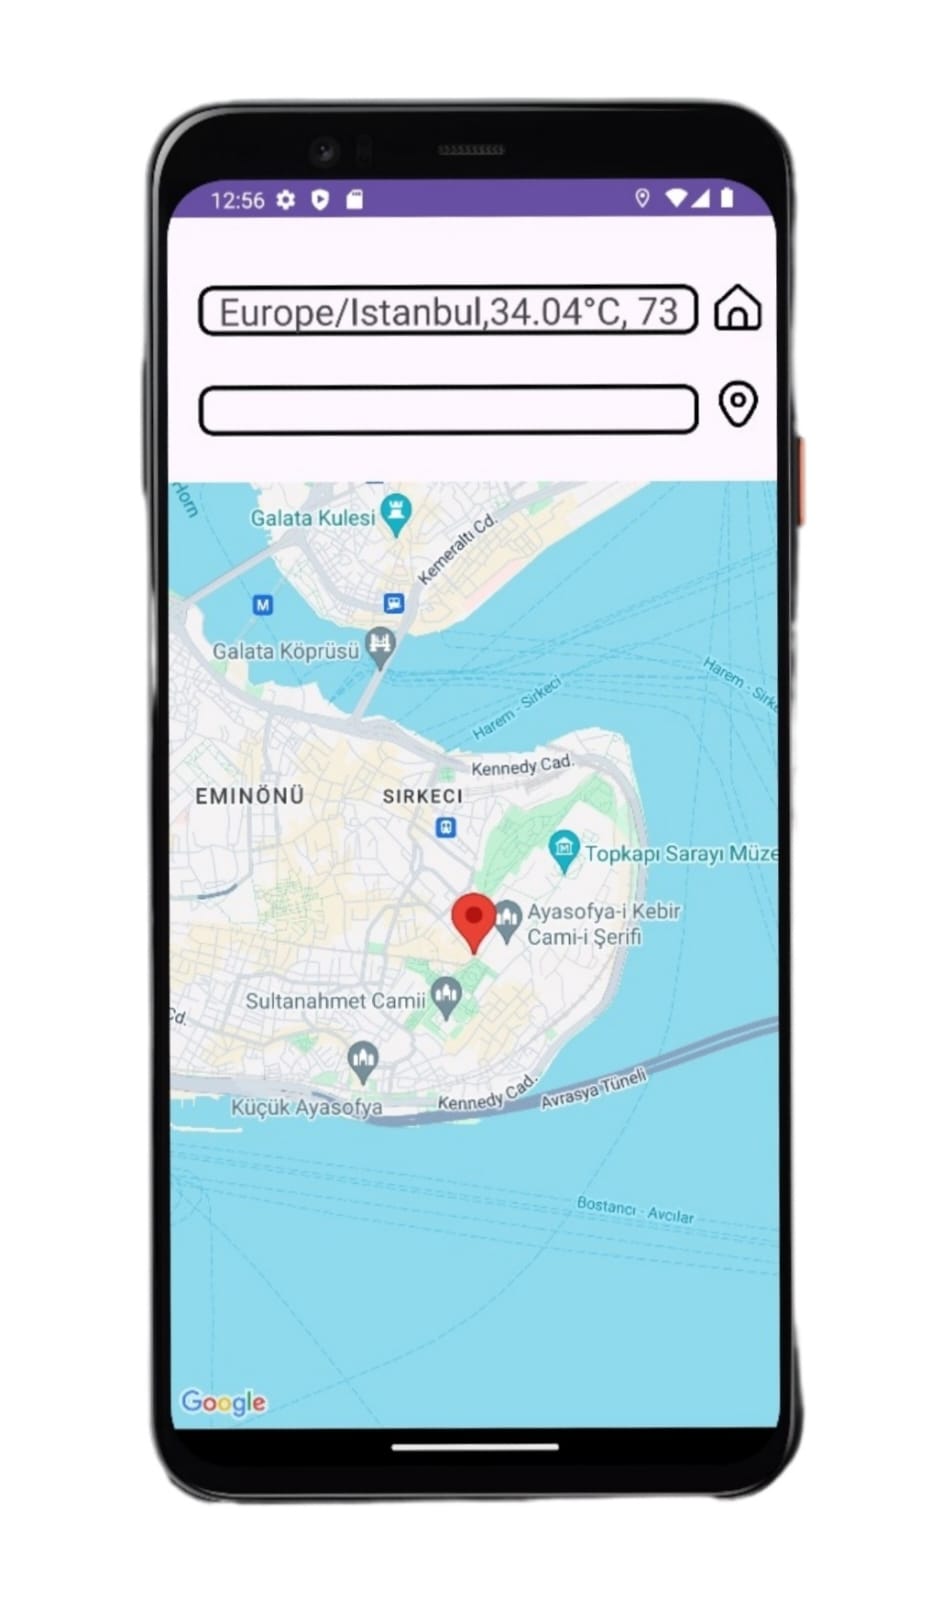 12:56
Europe/Istanbul,34.04°C, 73
Horn
Galata Kulesi
Kemeraltı Cd.
M
Galata Köprüsü
Harem - Sirkeci
Harem - Sirke
Kennedy Cad.
EMINÖNÜ
SIRKECI
Topkapı Sarayı Müze
Ayasofya-i Kebir
Cami-i Şerifi
Sultanahmet Camii
Cd.
Küçük Ayasofya
Kennedy Cad.
Avrasya Tüneli
Bostancı - Avcılar
Google